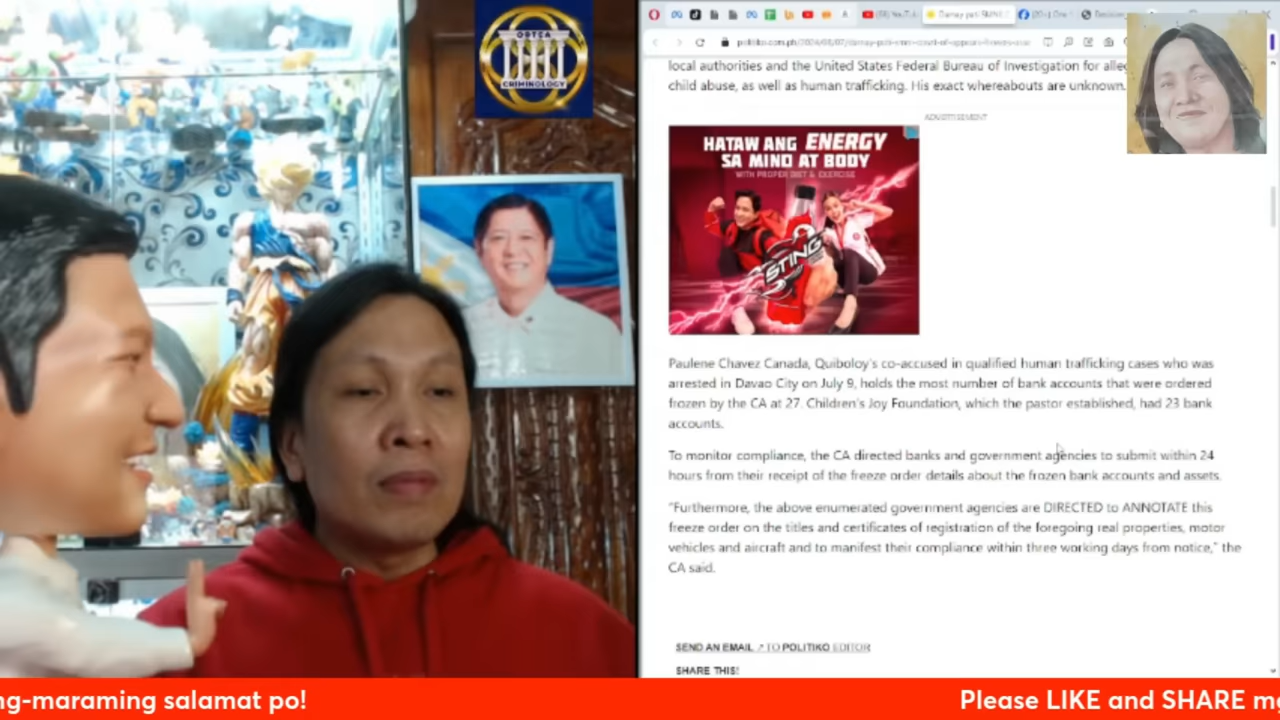 ORTEA
CRIMINOLOGY
local authorities and the United States Federal Bureau of Investigation for
child abuse, as well as human trafficking. His exact whereabouts are unknown.
ADVERTISEMENT
HATAW ANG ENERGY
SA MIND AT BODY
WITH PROPER DIET & EXERCISE
STING
Paulene Chavez Canada, Quiboloy's co-accused in qualified human trafficking cases who was
arrested in Davao City on July 9, holds the most number of bank accounts that were ordered
frozen by the CA at 27. Children's Joy Foundation, which the pastor established, had 23 bank
accounts.
To monitor compliance, the CA directed banks and government agencies to submit within 24
hours from their receipt of the freeze order details about the frozen bank accounts and assets.
"Furthermore, the above enumerated government agencies are DIRECTED to ANNOTATE this
freeze order on the titles and certificates of registration of the foregoing real properties, motor
vehicles and aircraft and to manifest their compliance within three working days from notice," the
CA said.
SEND AN EMAIL ↗ TO POLITIKO EDITOR
SHARE THIS!
ng-maraming salamat po! Please LIKE and SHARE